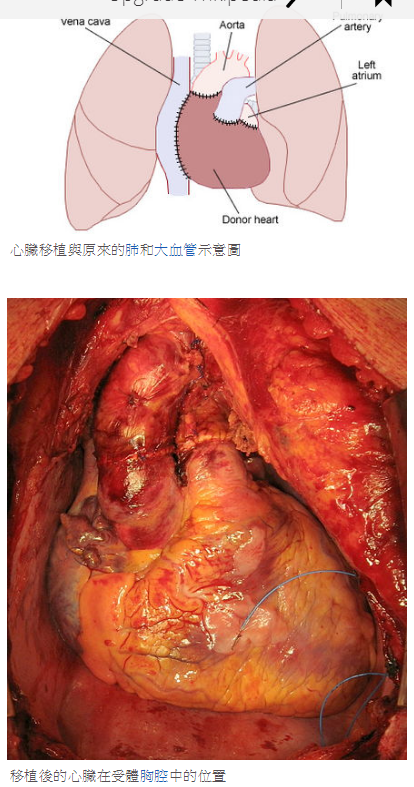 Vena cava
Aorta
Pulmonary
artery
Left
atrium
Donor heart
心臟移植與原來的肺和大血管示意圖
移植後的心臟在受體胸腔中的位置